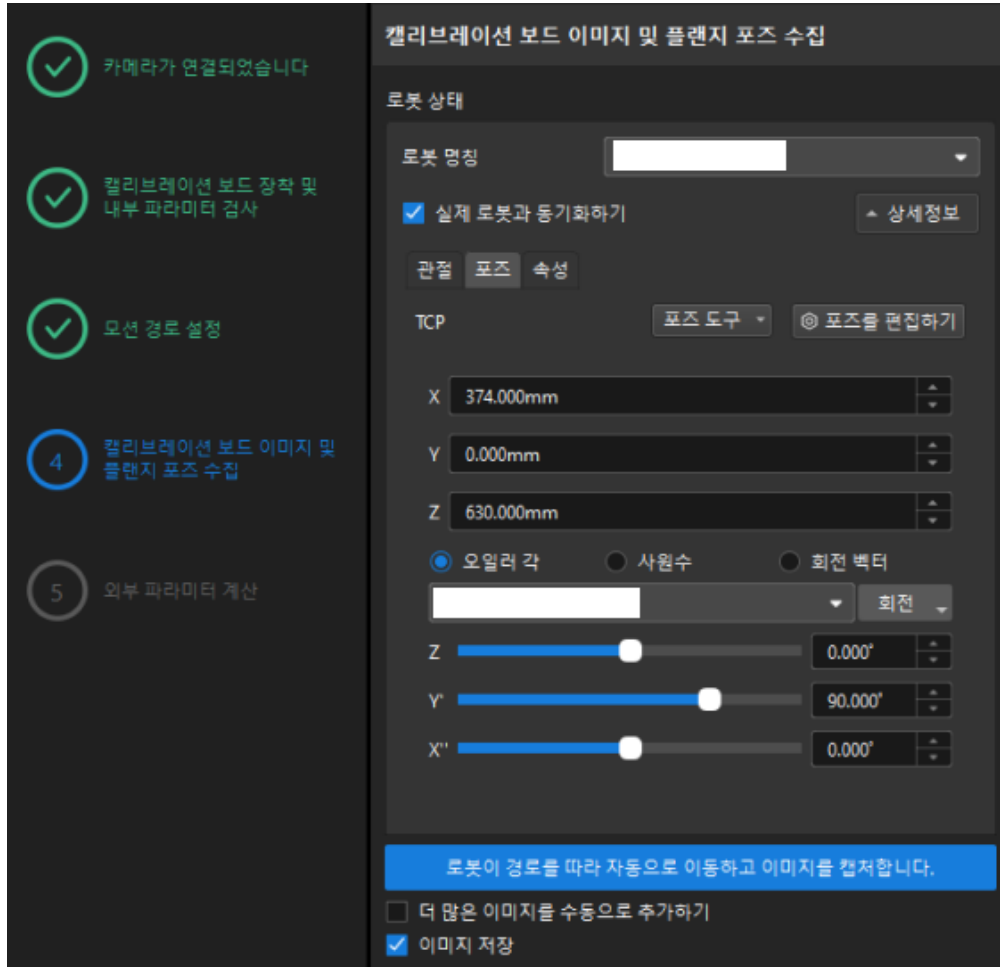 카메라가 연결되었습니다
캘리브레이션 보드 장착 및
내부 파라미터 검사
모션 경로 설정
4
캘리브레이션 보드 이미지 및
플랜지 포즈 수집
5
외부 파라미터 계산
캘리브레이션 보드 이미지 및 플랜지 포즈 수집
로봇 상태
로봇 명칭
실제 로봇과 동기화하기
상세정보
관절 포즈 속성
TCP
포즈 도구
포즈를 편집하기
X 374.000mm
Y 0.000mm
Z 630.000mm
오일러 각 사원수 회전 벡터
회전
Z 0.000°
Y' 90.000°
X'' 0.000°
로봇이 경로를 따라 자동으로 이동하고 이미지를 캡처합니다.
더 많은 이미지를 수동으로 추가하기
이미지 저장